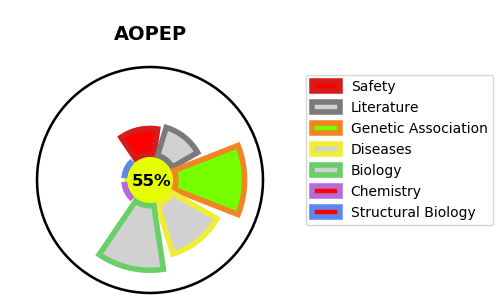 AOPEP
55%
Safety
Literature
Genetic Association
Diseases
Biology
Chemistry
Structural Biology